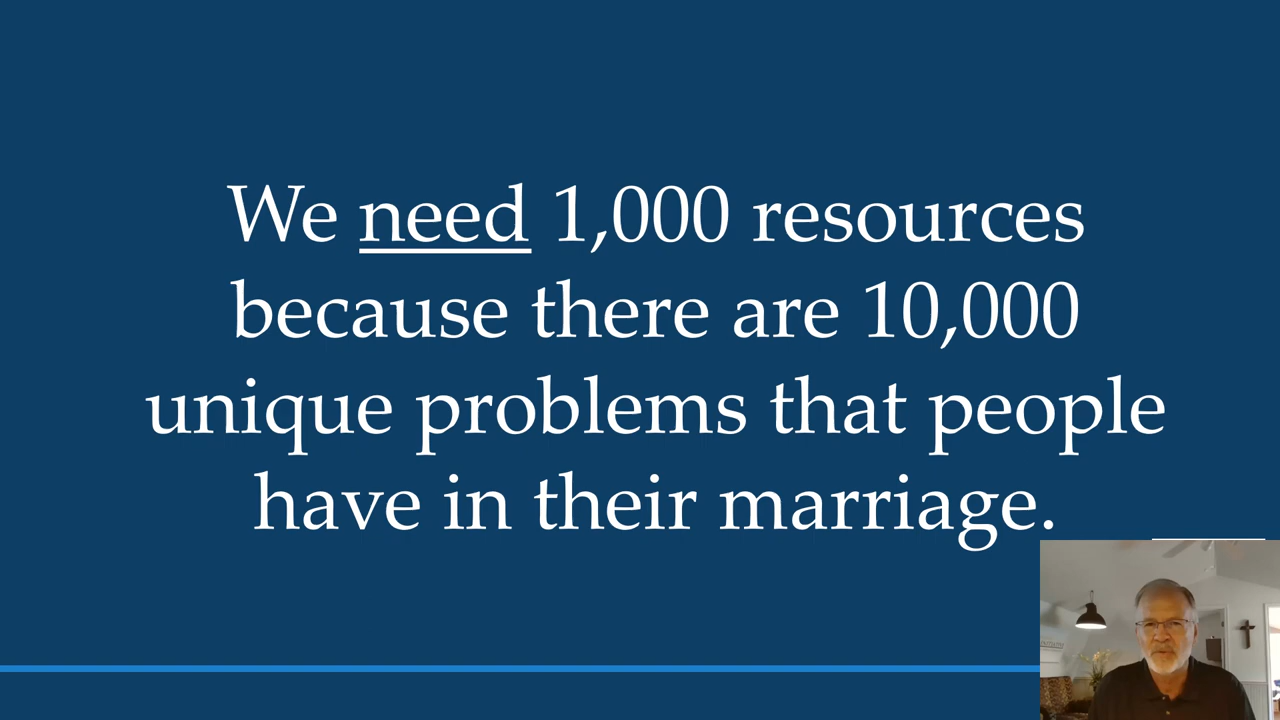 We need 1,000 resources
because there are 10,000
unique problems that people
have in their marriage.